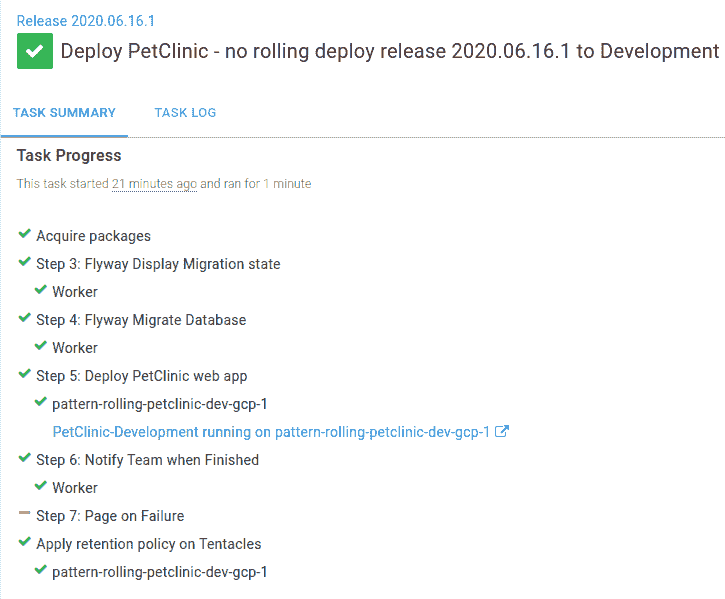 Release 2020.06.16.1
Deploy PetClinic - no rolling deploy release 2020.06.16.1 to Development
TASK SUMMARY TASK LOG
Task Progress
This task started 21 minutes ago and ran for 1 minute
Acquire packages
Step 3: Flyway Display Migration state
Worker
Step 4: Flyway Migrate Database
Worker
Step 5: Deploy PetClinic web app
pattern-rolling-petclinic-dev-gcp-1
PetClinic-Development running on pattern-rolling-petclinic-dev-gcp-1
Step 6: Notify Team when Finished
Worker
Step 7: Page on Failure
Apply retention policy on Tentacles
pattern-rolling-petclinic-dev-gcp-1